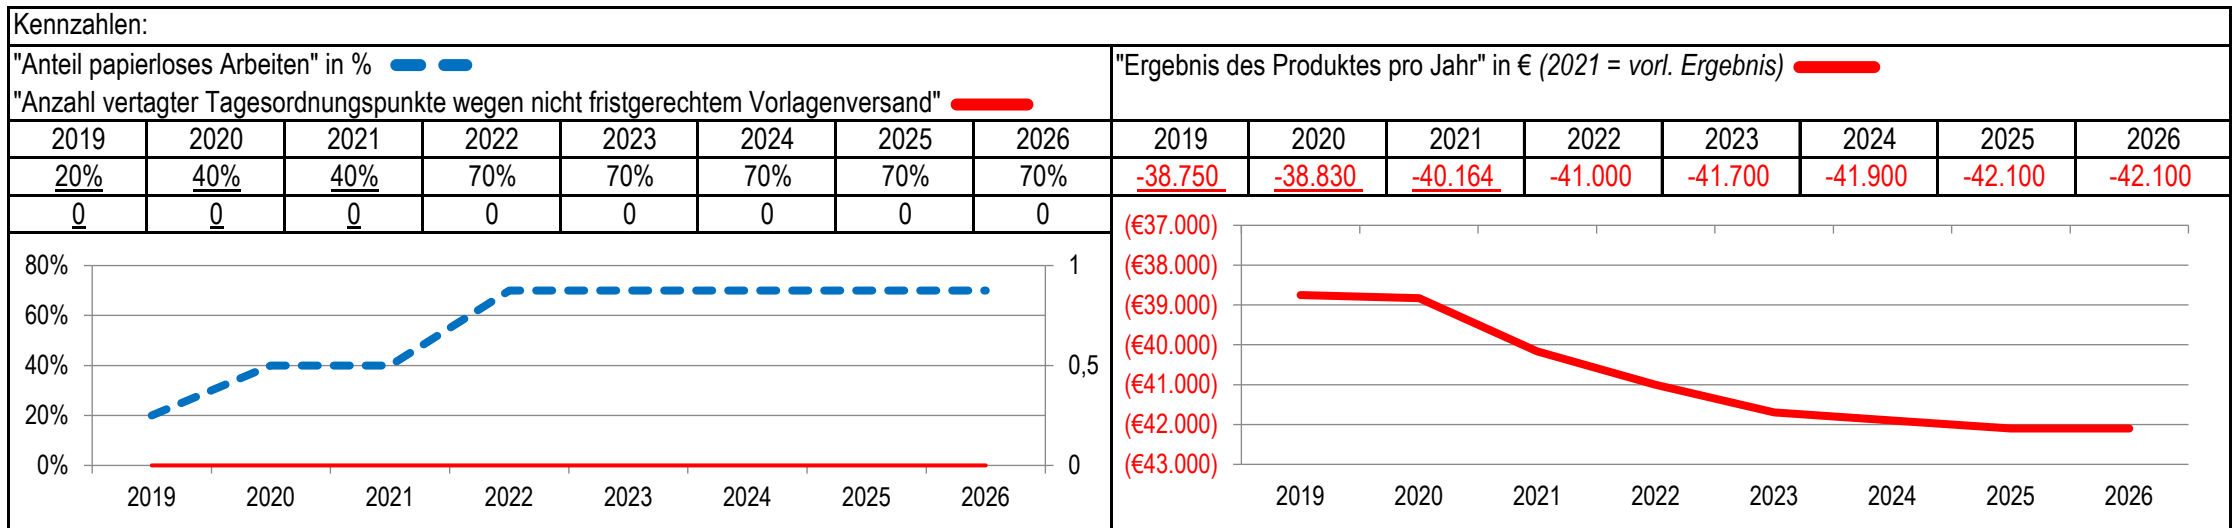 Kennzahlen:
"Anteil papierloses Arbeiten" in %
"Anzahl vertagter Tagesordnungspunkte wegen nicht fristgerechtem Vorlagenversand"
2019 2020 2021 2022 2023 2024 2025 2026
20% 40% 40% 70% 70% 70% 70% 70%
0 0 0 0 0 0 0 0
80% 1
60%
40% 0,5
20%
0% 0
2019 2020 2021 2022 2023 2024 2025 2026
"Ergebnis des Produktes pro Jahr" in € (2021 = vorl. Ergebnis)
2019 2020 2021 2022 2023 2024 2025 2026
-38.750 -38.830 -40.164 -41.000 -41.700 -41.900 -42.100 -42.100
(€37.000)
(€38.000)
(€39.000)
(€40.000)
(€41.000)
(€42.000)
(€43.000)
2019 2020 2021 2022 2023 2024 2025 2026